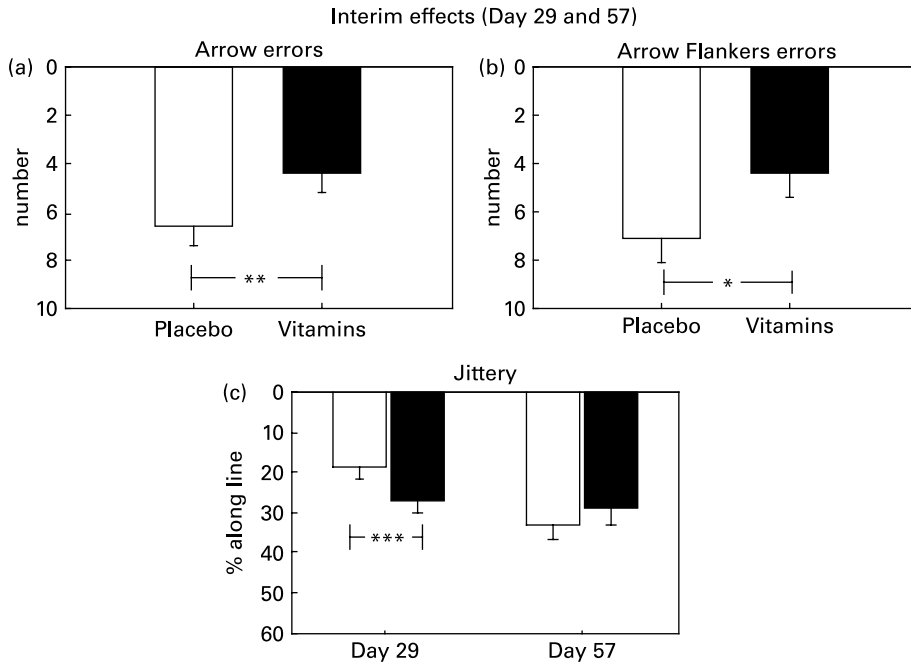 Interim effects (Day 29 and 57)
(a) Arrow errors
number
0
2
4
6
8
10
**
Placebo Vitamins
(b) Arrow Flankers errors
number
0
2
4
6
8
10
*
Placebo Vitamins
(c) Jittery
% along line
0
10
20
30
40
50
60
***
Day 29 Day 57